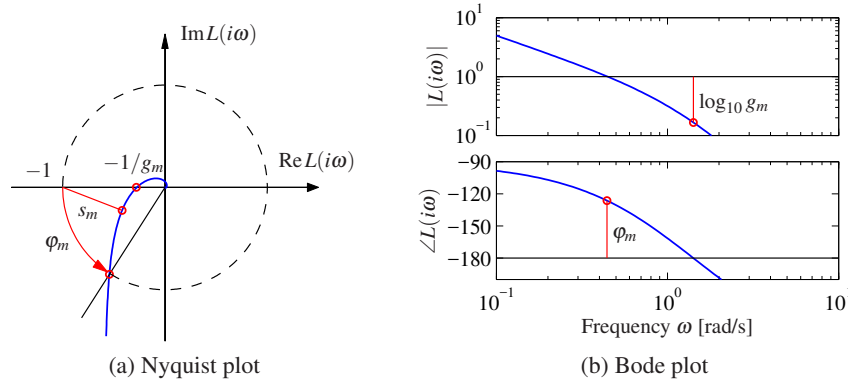 Im L(iω)
Re L(iω)
−1
−1/g_m
s_m
φ_m
(a) Nyquist plot
|L(iω)|
10^1
10^0
10^−1
log_10 g_m
∠L(iω)
−90
−120
−150
−180
φ_m
10^−1
10^0
10^1
Frequency ω [rad/s]
(b) Bode plot